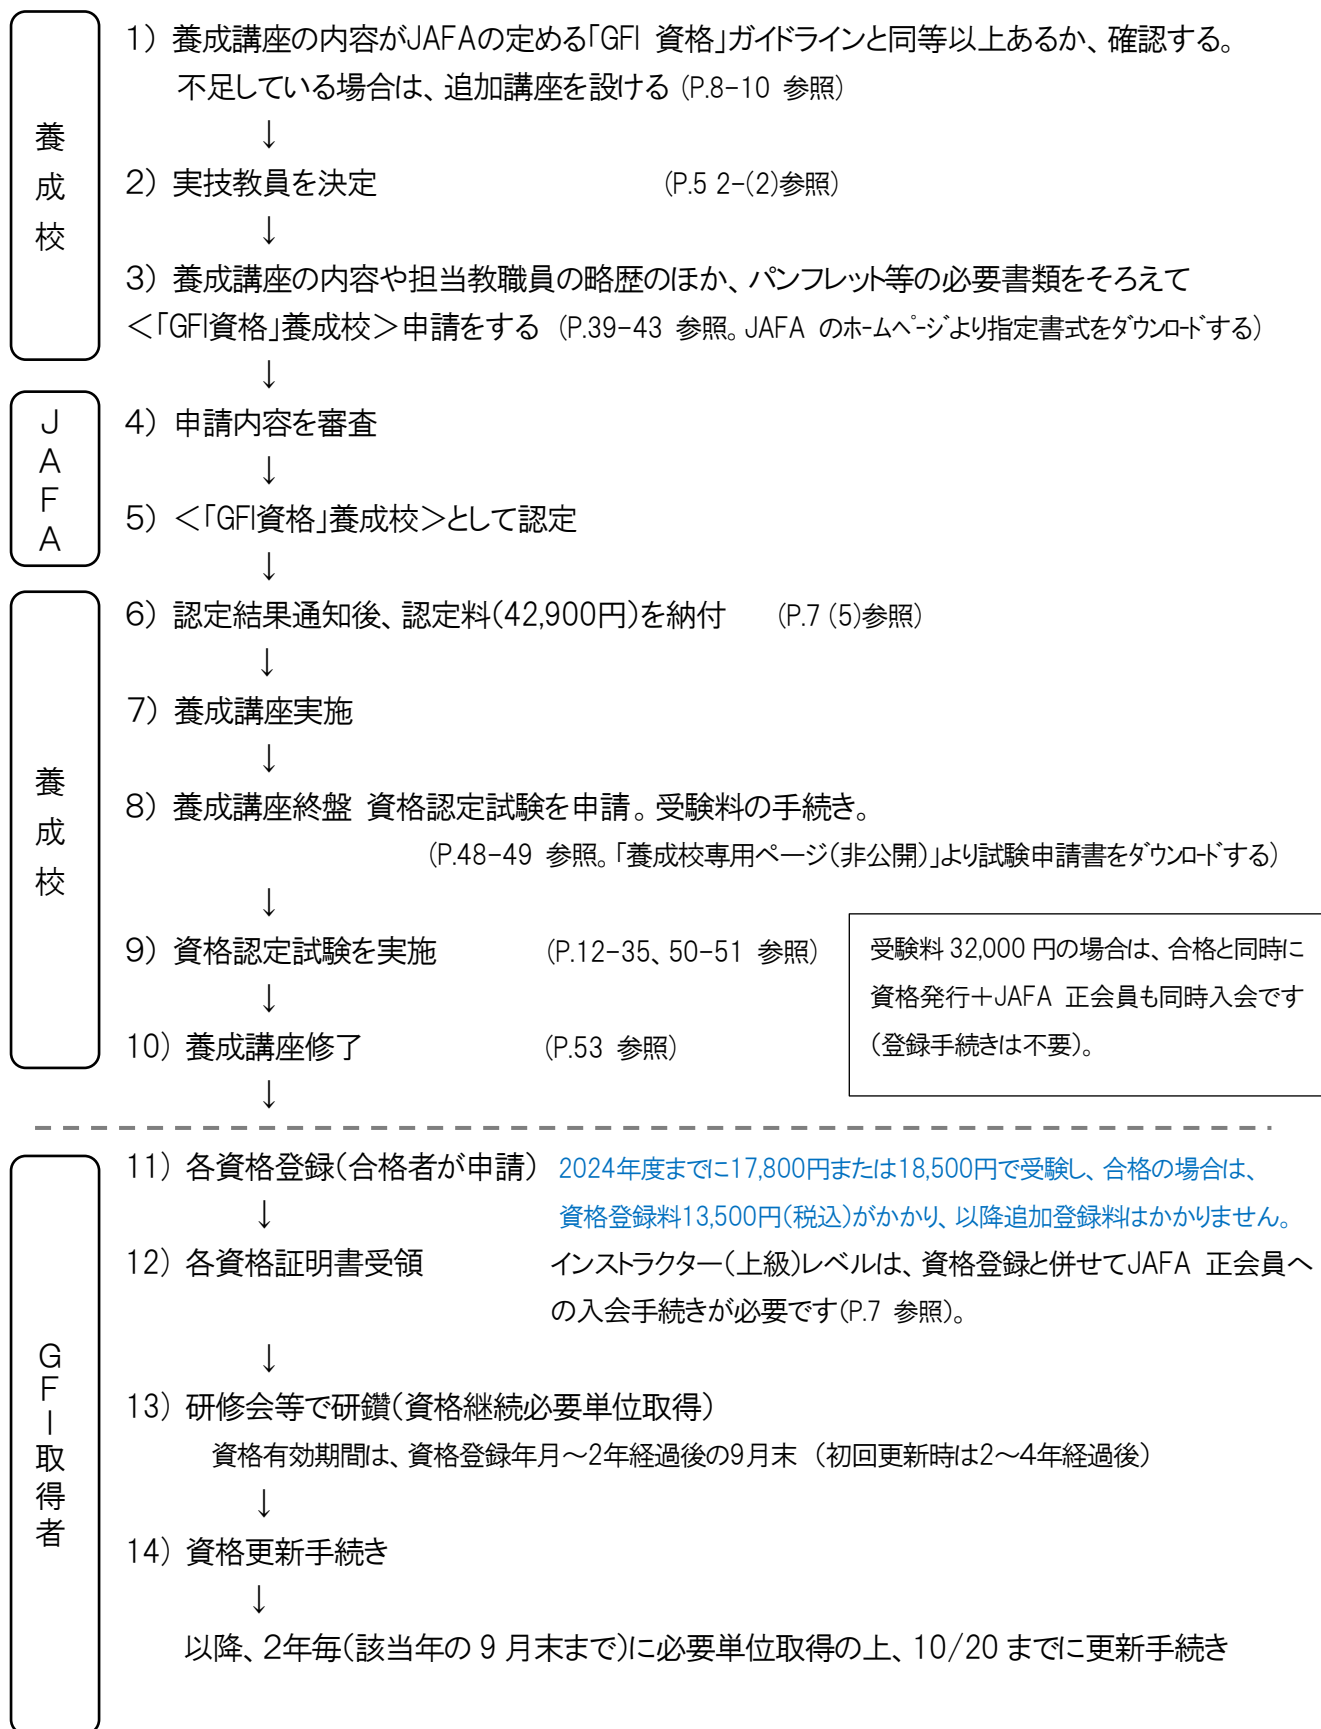 養成校
1) 養成講座の内容がJAFAの定める「GFI 資格」ガイドラインと同等以上あるか、確認する。
不足している場合は、追加講座を設ける (P.8-10 参照)
↓
2) 実技教員を決定 (P.5 2-(2)参照)
↓
3) 養成講座の内容や担当教職員の略歴のほか、パンフレット等の必要書類をそろえて
＜「GFI資格」養成校＞申請をする (P.39-43 参照。JAFA のﾎｰﾑﾍﾟｰｼﾞより指定書式をﾀﾞｳﾝﾛｰﾄﾞする)
↓
JAFA
4) 申請内容を審査
↓
5) ＜「GFI資格」養成校＞として認定
↓
養成校
6) 認定結果通知後、認定料(42,900円)を納付 (P.7 (5)参照)
↓
7) 養成講座実施
↓
8) 養成講座終盤 資格認定試験を申請。受験料の手続き。
(P.48-49 参照。「養成校専用ページ(非公開)」より試験申請書をﾀﾞｳﾝﾛｰﾄﾞする)
↓
9) 資格認定試験を実施 (P.12-35、50-51 参照)
↓
10) 養成講座修了 (P.53 参照)
↓
受験料 32,000 円の場合は、合格と同時に
資格発行＋JAFA 正会員も同時入会です
(登録手続きは不要)。
GFI取得者
11) 各資格登録(合格者が申請) 2024年度までに17,800円または18,500円で受験し、合格の場合は、
↓ 資格登録料13,500円(税込)がかかり、以降追加登録料はかかりません。
12) 各資格証明書受領 インストラクター(上級)レベルは、資格登録と併せてJAFA 正会員へ
の入会手続きが必要です(P.7 参照)。
↓
13) 研修会等で研鑽(資格継続必要単位取得)
資格有効期間は、資格登録年月～2年経過後の9月末 (初回更新時は2～4年経過後)
↓
14) 資格更新手続き
↓
以降、2年毎(該当年の 9 月末まで)に必要単位取得の上、10/20 までに更新手続き